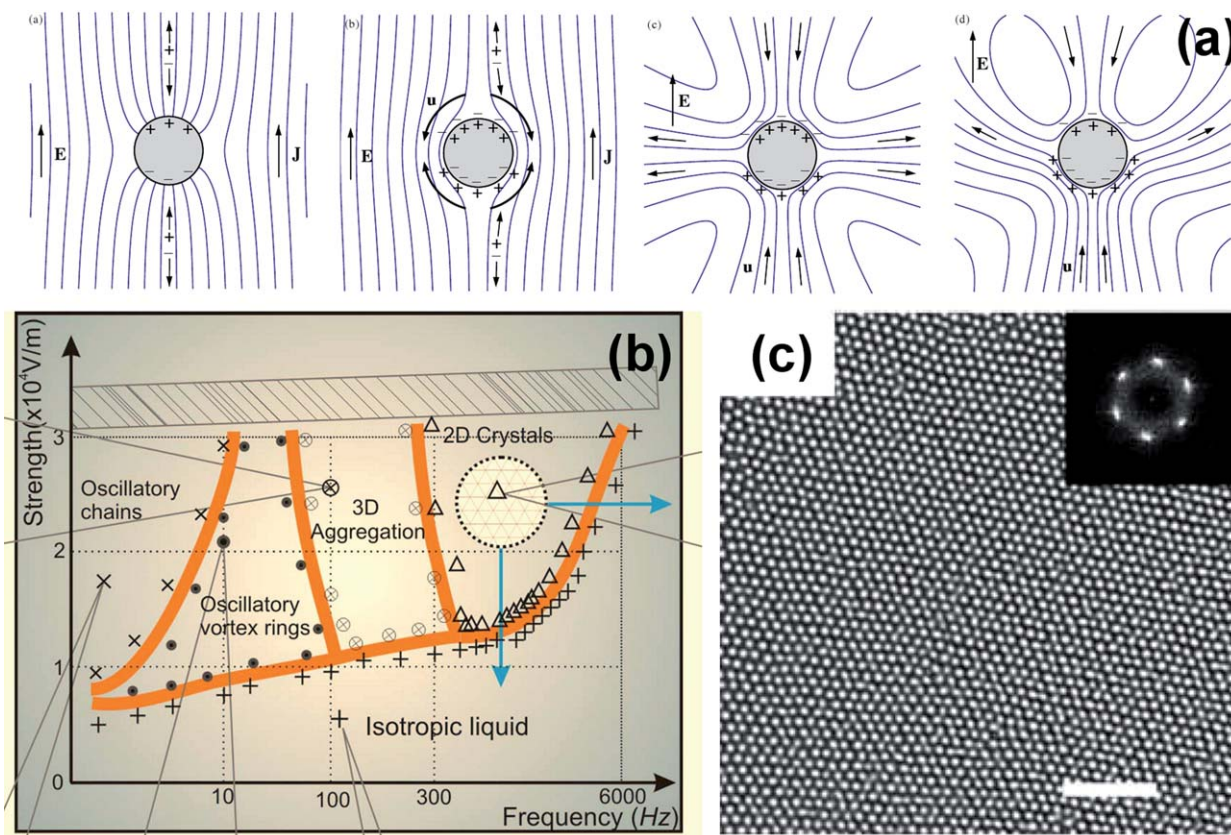 (a)
(b)
(c)
(d)
(a)
E
J
+
−
+ + +
− − −
+
−
u
E
J
+
−
+
−
E
u
E
u
(b)
Strength(x10⁴V/m)
3
2
1
0
Oscillatory
chains
Oscillatory
vortex rings
3D
Aggregation
2D Crystals
Isotropic liquid
10
100
300
6000
Frequency (Hz)
(c)